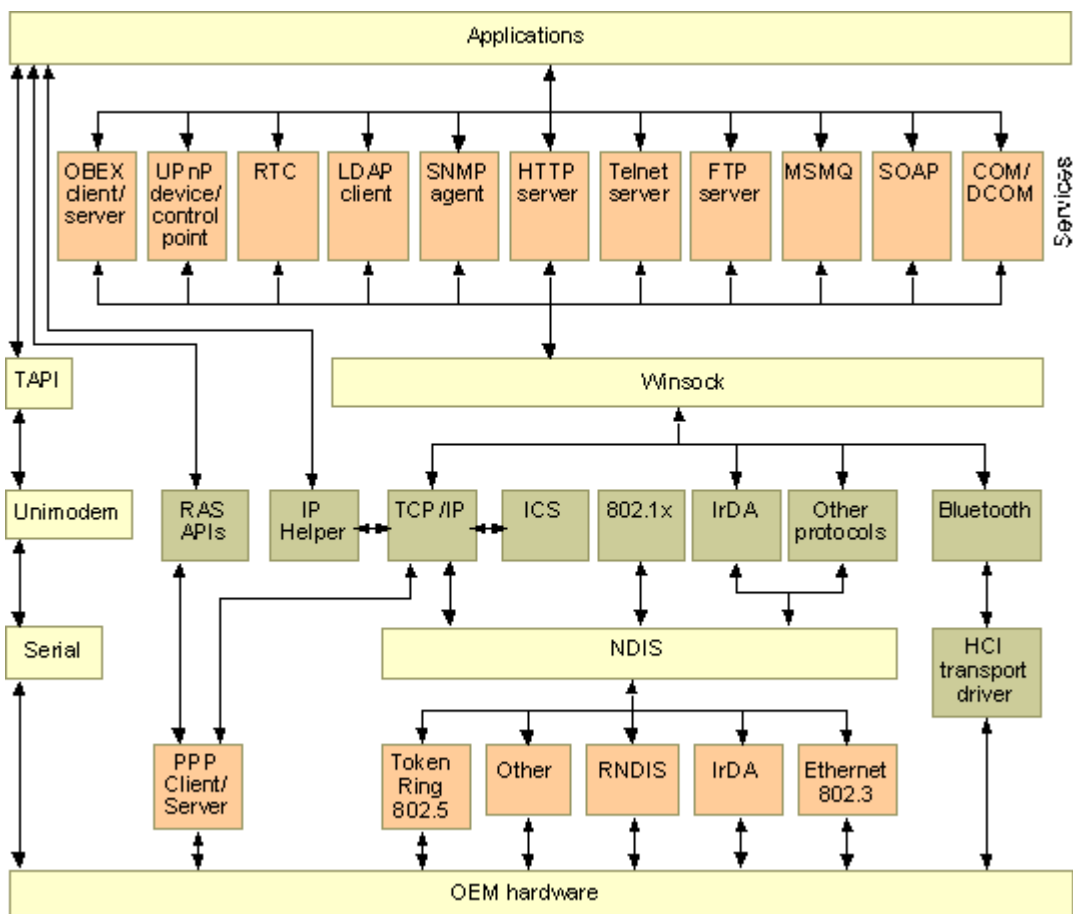 Applications
OBEX
client/
server
UPnP
device/
control
point
RTC
LDAP
client
SNMP
agent
HTTP
server
Telnet
server
FTP
server
MSMQ
SOAP
COM/
DCOM
Services
TAPI
Winsock
Unimodem
RAS
APIs
IP
Helper
TCP/IP
ICS
802.1x
IrDA
Other
protocols
Bluetooth
Serial
NDIS
HCI
transport
driver
PPP
Client/
Server
Token
Ring
802.5
Other
RNDIS
IrDA
Ethernet
802.3
OEM hardware